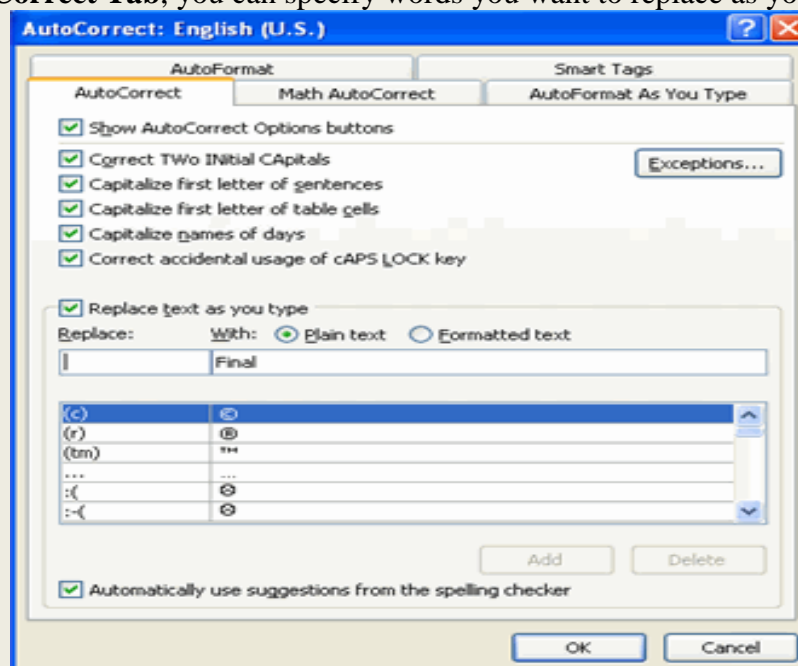 Correct Tab, you can specify words you want to replace as yo
AutoCorrect: English (U.S.)
AutoFormat Smart Tags
AutoCorrect Math AutoCorrect AutoFormat As You Type
Show AutoCorrect Options buttons
Correct TWo INitial CApitals Exceptions...
Capitalize first letter of sentences
Capitalize first letter of table cells
Capitalize names of days
Correct accidental usage of cAPS LOCK key
Replace text as you type
Replace: With: Plain text Formatted text
Final
(c) ©
(r) ®
(tm) ™
... ...
:( ☹
:-( ☹
Add Delete
Automatically use suggestions from the spelling checker
OK Cancel